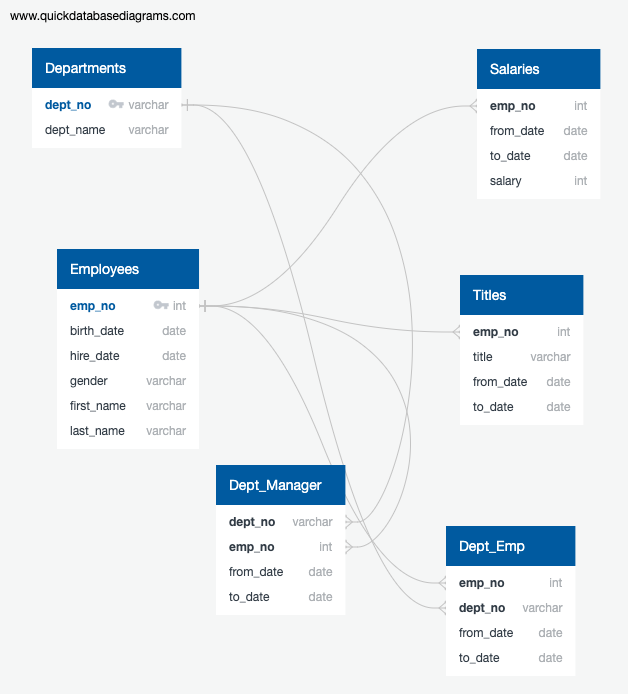 www.quickdatabasediagrams.com
Departments
dept_no varchar
dept_name varchar
Salaries
emp_no int
from_date date
to_date date
salary int
Employees
emp_no int
birth_date date
hire_date date
gender varchar
first_name varchar
last_name varchar
Titles
emp_no int
title varchar
from_date date
to_date date
Dept_Manager
dept_no varchar
emp_no int
from_date date
to_date date
Dept_Emp
emp_no int
dept_no varchar
from_date date
to_date date